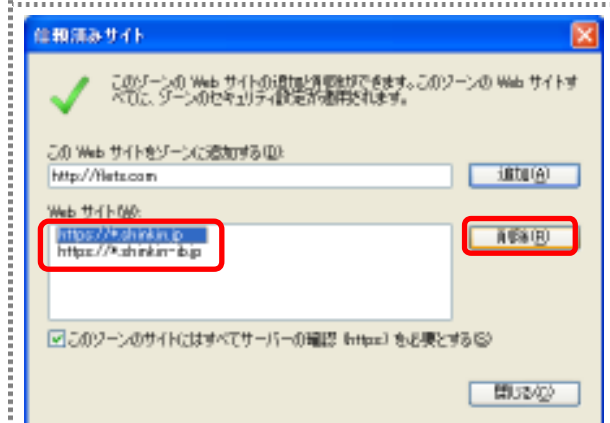 信頼済みサイト
このゾーンの Web サイトの追加と削除ができます。このゾーンの Web サイトす
べてに、ゾーンのセキュリティ設定が適用されます。
この Web サイトをゾーンに追加する(D):
http://flets.com
追加(A)
Web サイト(W):
https://*.shinkin.jp
https://*.shinkin-ib.jp
削除(R)
このゾーンのサイトにはすべてサーバーの確認 (https:) を必要とする(S)
閉じる(C)